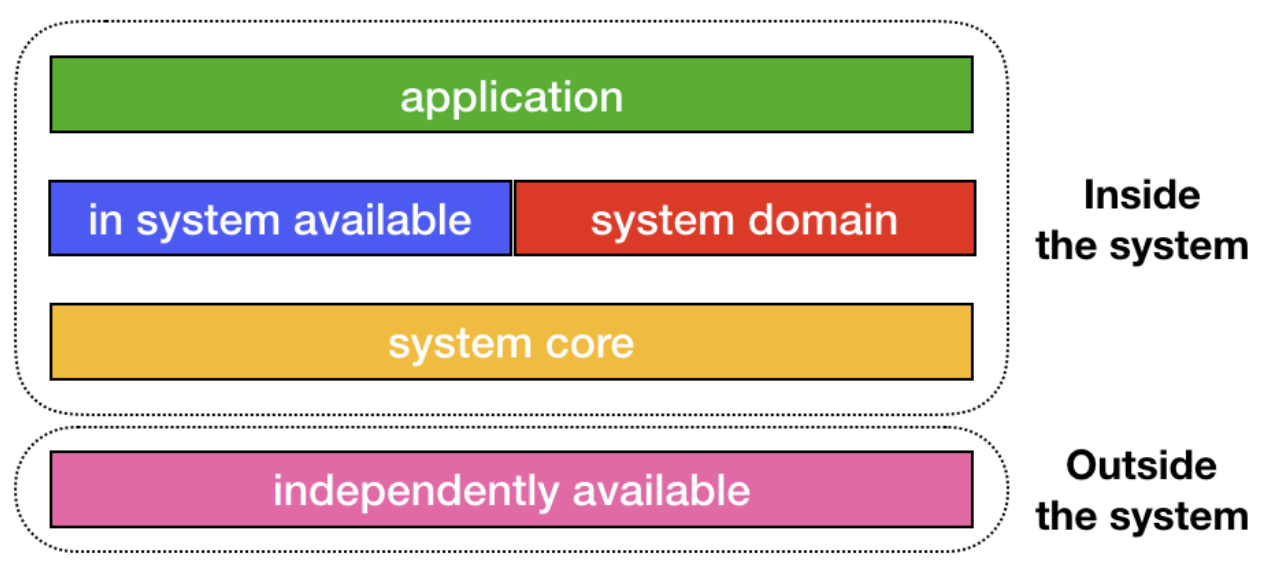 application
in system available
system domain
Inside
the system
system core
independently available
Outside
the system